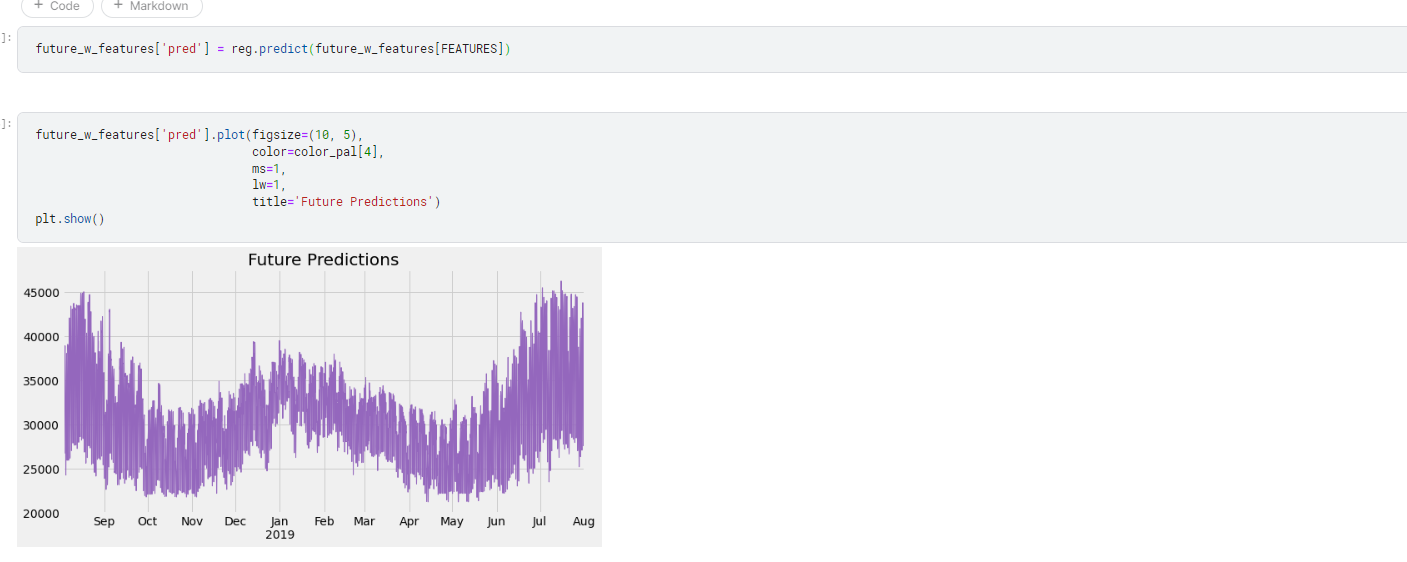 + Code + Markdown
]:
future_w_features['pred'] = reg.predict(future_w_features[FEATURES])
]:
future_w_features['pred'].plot(figsize=(10, 5),
color=color_pal[4],
ms=1,
lw=1,
title='Future Predictions')
plt.show()
Future Predictions
45000
40000
35000
30000
25000
20000
Sep Oct Nov Dec Jan Feb Mar Apr May Jun Jul Aug
2019